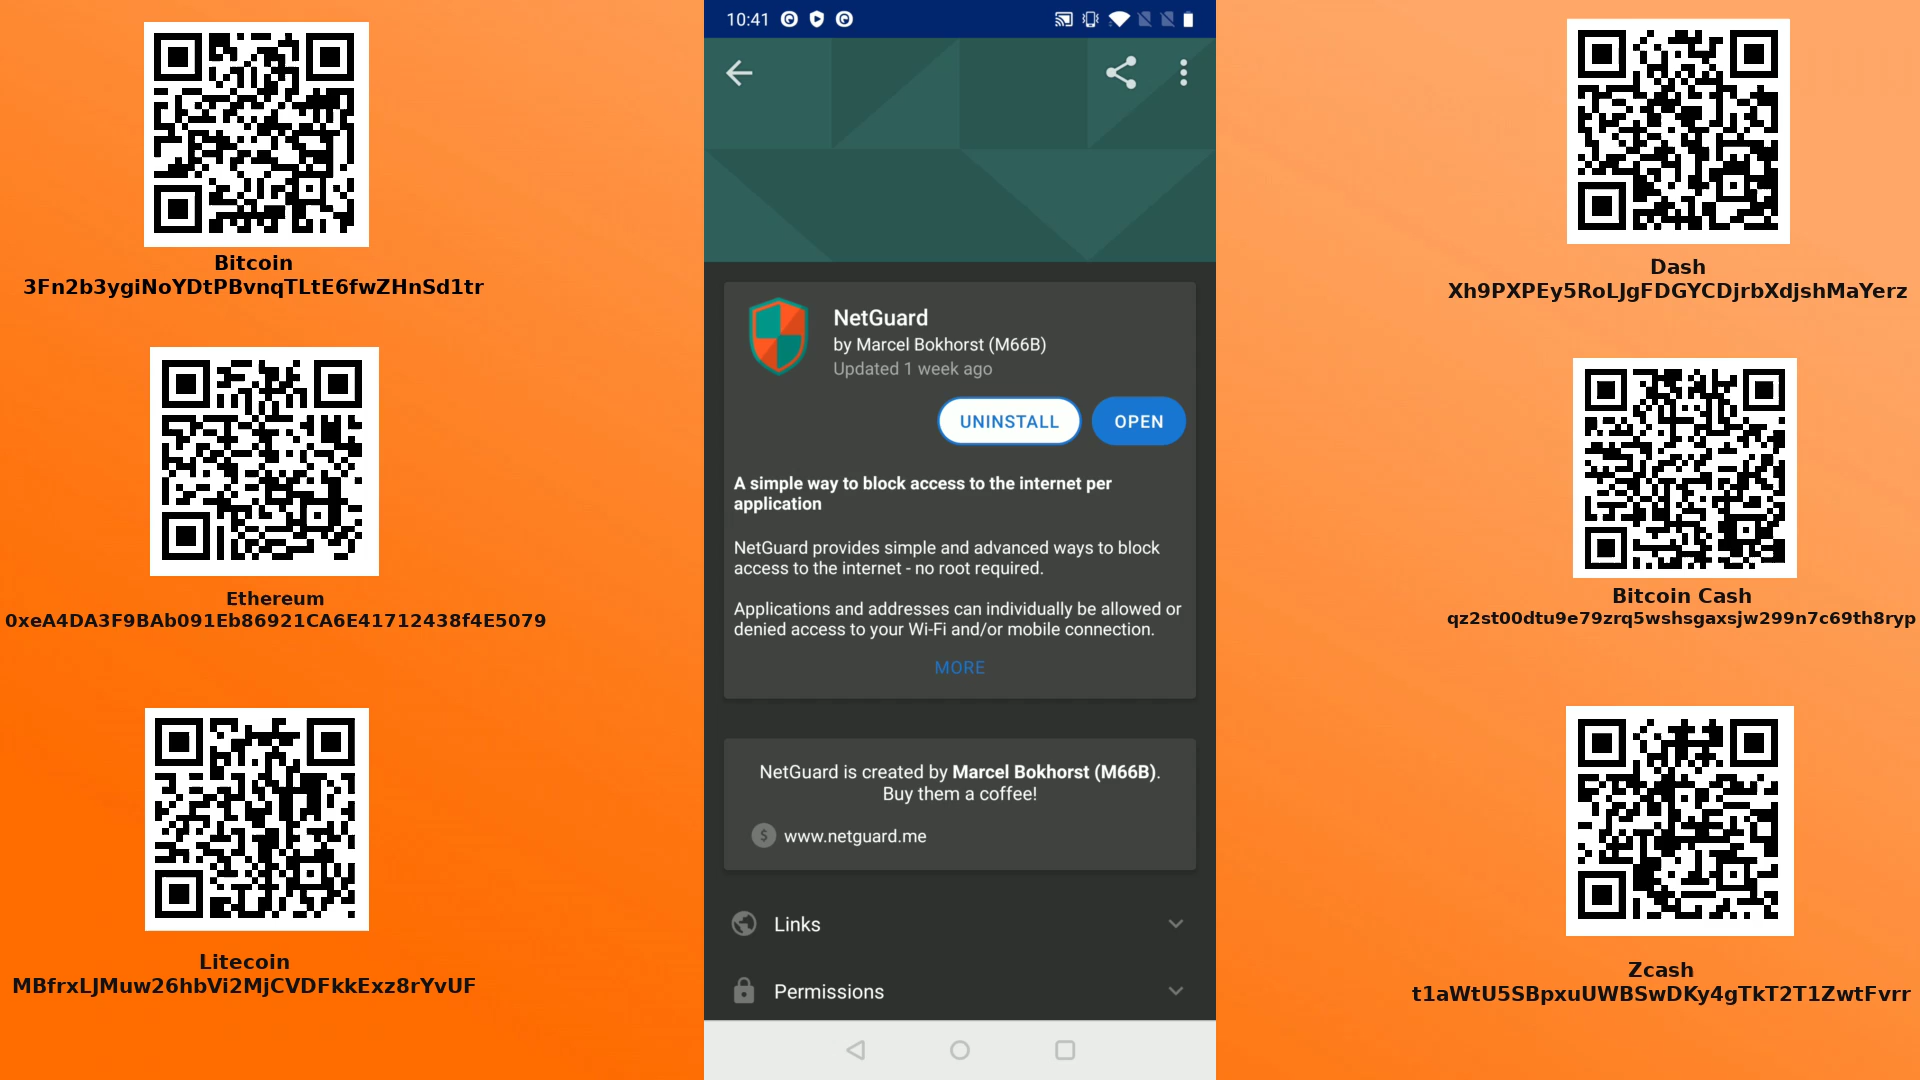 Bitcoin
3Fn2b3ygiNoYDtPBvnqTLtE6fwZHnSd1tr
Ethereum
0xeA4DA3F9BAb091Eb86921CA6E41712438f4E5079
Litecoin
MBfrxLJMuw26hbVi2MjCVDFkkExz8rYvUF
10:41
NetGuard
by Marcel Bokhorst (M66B)
Updated 1 week ago
UNINSTALL
OPEN
A simple way to block access to the internet per
application
NetGuard provides simple and advanced ways to block
access to the internet - no root required.
Applications and addresses can individually be allowed or
denied access to your Wi-Fi and/or mobile connection.
MORE
NetGuard is created by Marcel Bokhorst (M66B).
Buy them a coffee!
$ www.netguard.me
Links
Permissions
Dash
Xh9PXPEy5RoLJgFDGYCDjrbXdjshMaYerz
Bitcoin Cash
qz2st00dtu9e79zrq5wshsgaxsjw299n7c69th8ryp
Zcash
t1aWtU5SBpxuUWBSwDKy4gTkT2T1ZwtFvrr